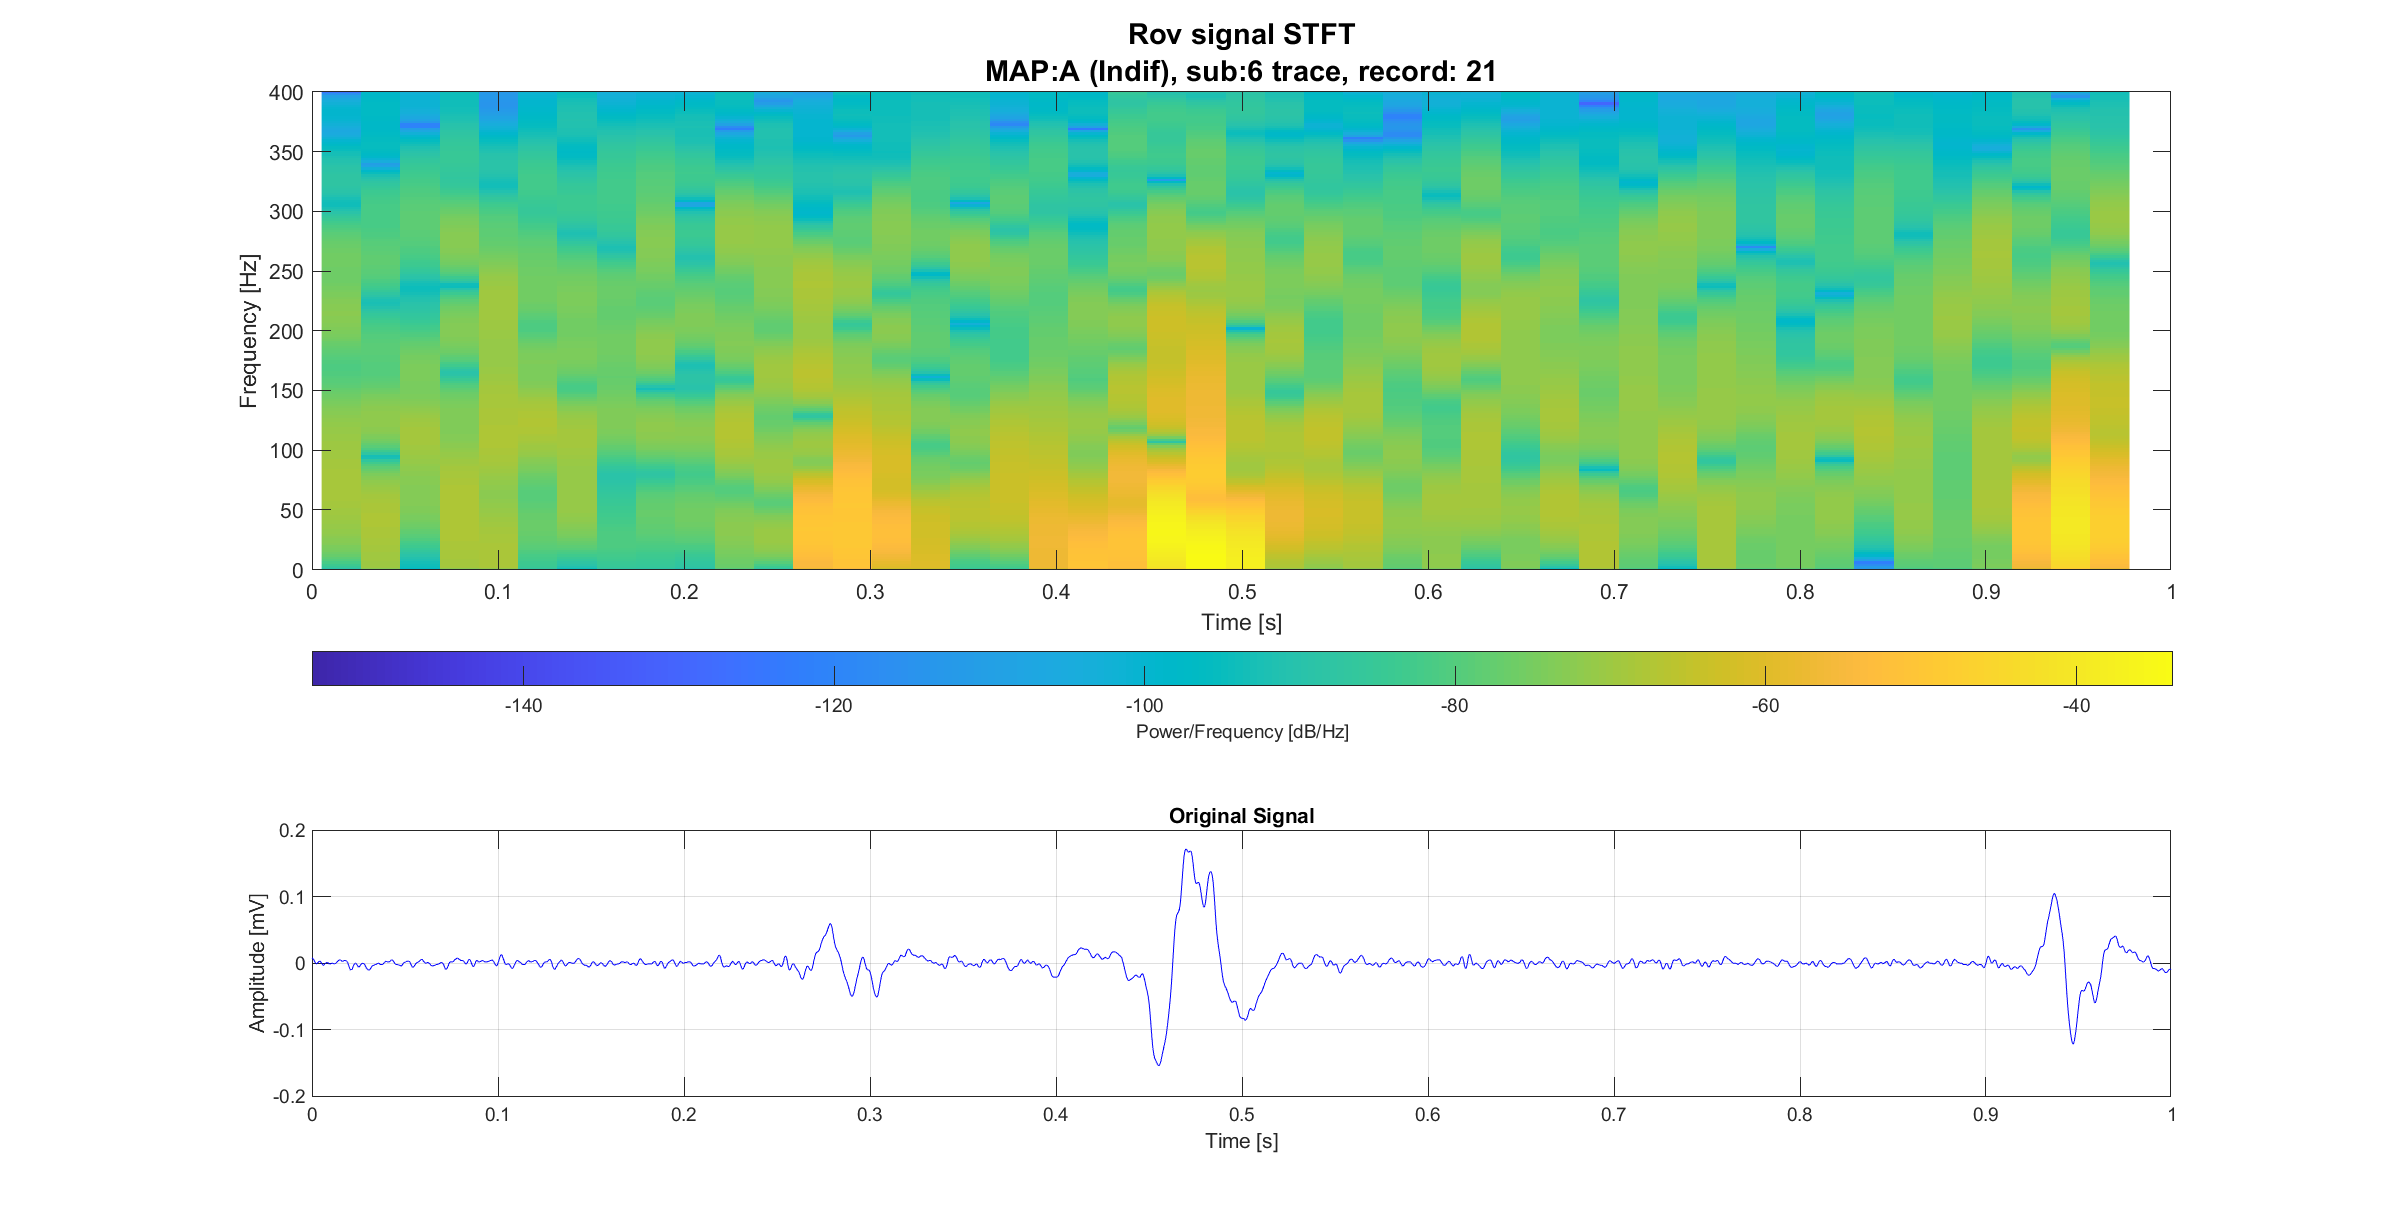 Rov signal STFT
MAP:A (Indif), sub:6 trace, record: 21
400
350
300
250
200
150
100
50
0
Frequency [Hz]
0 0.1 0.2 0.3 0.4 0.5 0.6 0.7 0.8 0.9 1
Time [s]
-140 -120 -100 -80 -60 -40
Power/Frequency [dB/Hz]
Original Signal
0.2
0.1
0
-0.1
-0.2
Amplitude [mV]
0 0.1 0.2 0.3 0.4 0.5 0.6 0.7 0.8 0.9 1
Time [s]